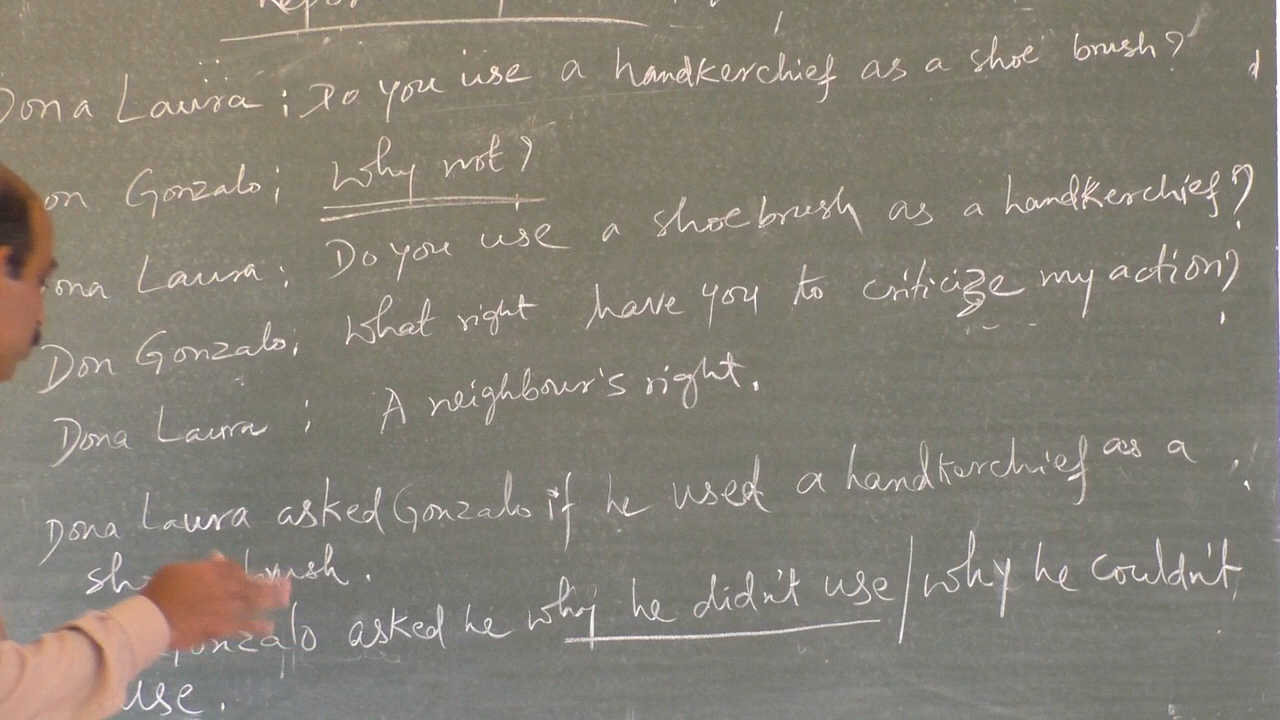 Dona Laura : Do you use a handkerchief as a shoe brush?
on Gonzalo : Why not?
ona Laura : Do you use a shoebrush as a handkerchief?
Don Gonzalo : What right have you to criticize my action?
Dona Laura : A neighbour's right.
Dona Laura asked Gonzalo if he used a handkerchief as a
sh brush.
Gonzalo asked he why he didn't use / why he couldn't
use.